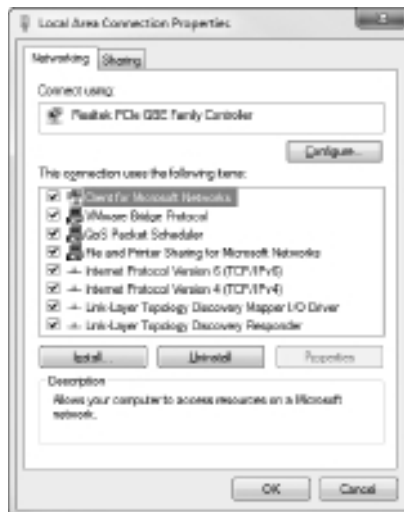 Local Area Connection Properties
Networking
Sharing
Connect using:
Realtek PCIe GBE Family Controller
Configure...
This connection uses the following items:
Client for Microsoft Networks
VMware Bridge Protocol
QoS Packet Scheduler
File and Printer Sharing for Microsoft Networks
Internet Protocol Version 6 (TCP/IPv6)
Internet Protocol Version 4 (TCP/IPv4)
Link-Layer Topology Discovery Mapper I/O Driver
Link-Layer Topology Discovery Responder
Install...
Uninstall
Properties
Description
Allows your computer to access resources on a Microsoft
network.
OK
Cancel